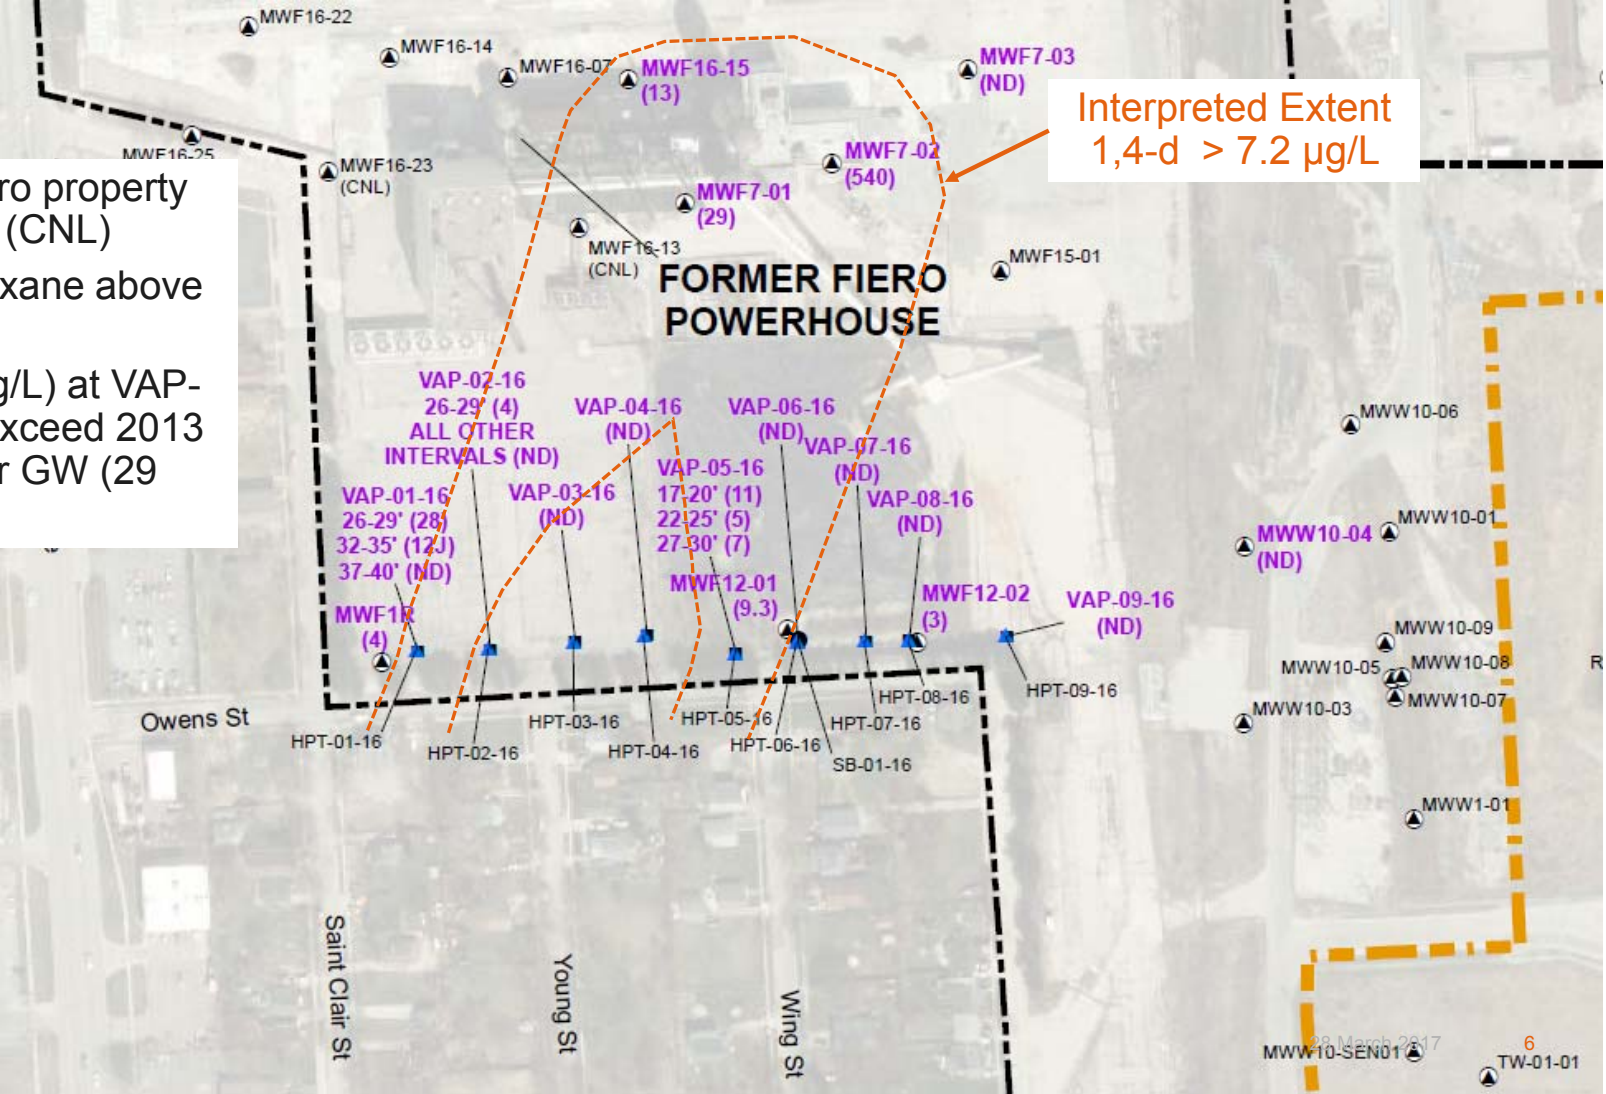 MWF16-22
MWF16-14
MWF16-07
MWF16-15
(13)
MWF7-03
(ND)
Interpreted Extent
1,4-d > 7.2 µg/L
MWF16-25
MWF16-23
(CNL)
MWF7-02
(540)
MWF7-01
(29)
MWF16-13
(CNL)
MWF15-01
ro property
(CNL)
xane above
g/L) at VAP-
xceed 2013
r GW (29
FORMER FIERO
POWERHOUSE
VAP-02-16
26-29' (4)
ALL OTHER
INTERVALS (ND)
VAP-04-16
(ND)
VAP-06-16
(ND)
VAP-07-16
(ND)
MWW10-06
VAP-01-16
26-29' (28)
32-35' (12J)
37-40' (ND)
VAP-03-16
(ND)
VAP-05-16
17-20' (11)
22-25' (5)
27-30' (7)
VAP-08-16
(ND)
MWW10-04
(ND)
MWW10-01
MWF1R
(4)
MWF12-01
(9.3)
MWF12-02
(3)
VAP-09-16
(ND)
MWW10-09
MWW10-05
MWW10-08
MWW10-07
MWW10-03
R
Owens St
HPT-01-16
HPT-02-16
HPT-03-16
HPT-04-16
HPT-05-16
HPT-06-16
HPT-07-16
HPT-08-16
HPT-09-16
SB-01-16
MWW1-01
Saint Clair St
Young St
Wing St
28 March 2017
6
MWW10-SEN01
TW-01-01